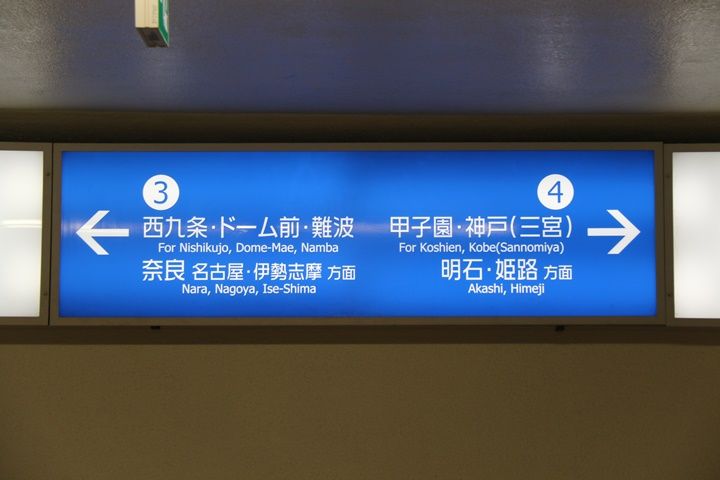 3
西九条・ドーム前・難波
For Nishikujo, Dome-Mae, Namba
奈良 名古屋・伊勢志摩 方面
Nara, Nagoya, Ise-Shima
4
甲子園・神戸(三宮)
For Koshien, Kobe(Sannomiya)
明石・姫路 方面
Akashi, Himeji